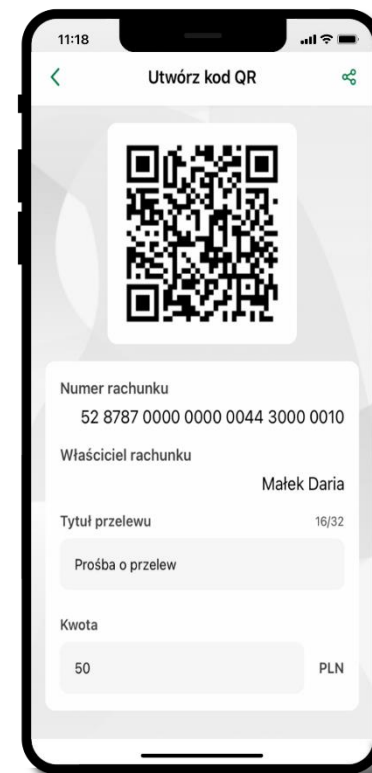 11:18
Utwórz kod QR
Numer rachunku
52 8787 0000 0000 0044 3000 0010
Właściciel rachunku
Małek Daria
Tytuł przelewu 16/32
Prośba o przelew
Kwota
50 PLN